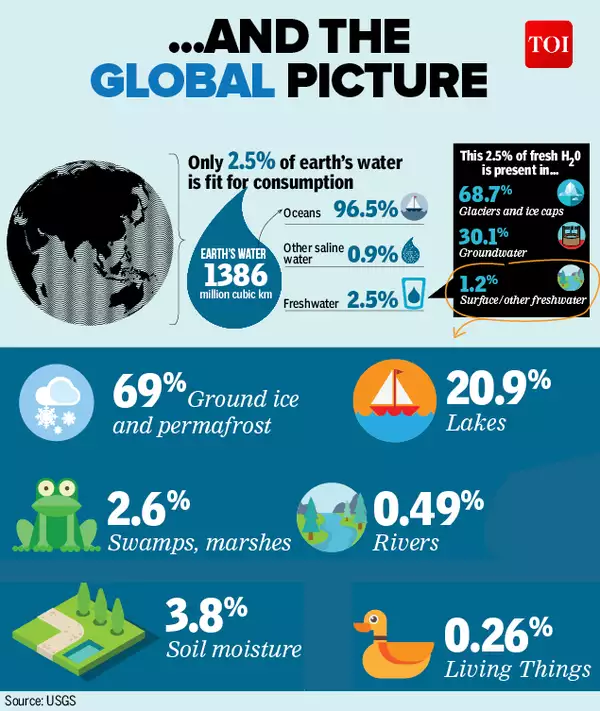 ...AND THE
GLOBAL PICTURE
TOI
Only 2.5% of earth's water
is fit for consumption
EARTH'S WATER
1386
million cubic km
Oceans 96.5%
Other saline
water 0.9%
Freshwater 2.5%
This 2.5% of fresh H20
is present in...
68.7%
Glaciers and ice caps
30.1%
Groundwater
1.2%
Surface/other freshwater
69% Ground ice
and permafrost
20.9%
Lakes
2.6%
Swamps, marshes
0.49%
Rivers
3.8%
Soil moisture
0.26%
Living Things
Source: USGS